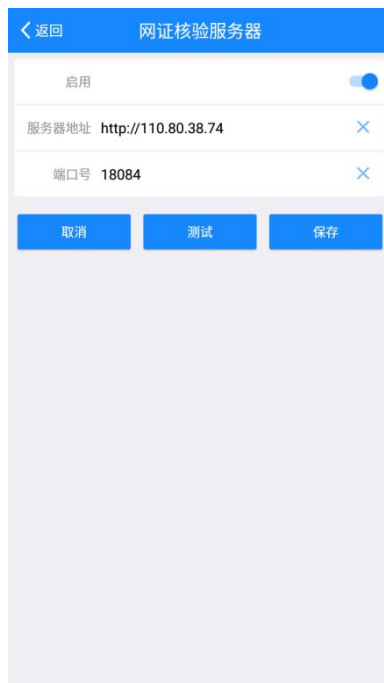 返回 网证核验服务器
启用
服务器地址 http://110.80.38.74
端口号 18084
取消 测试 保存